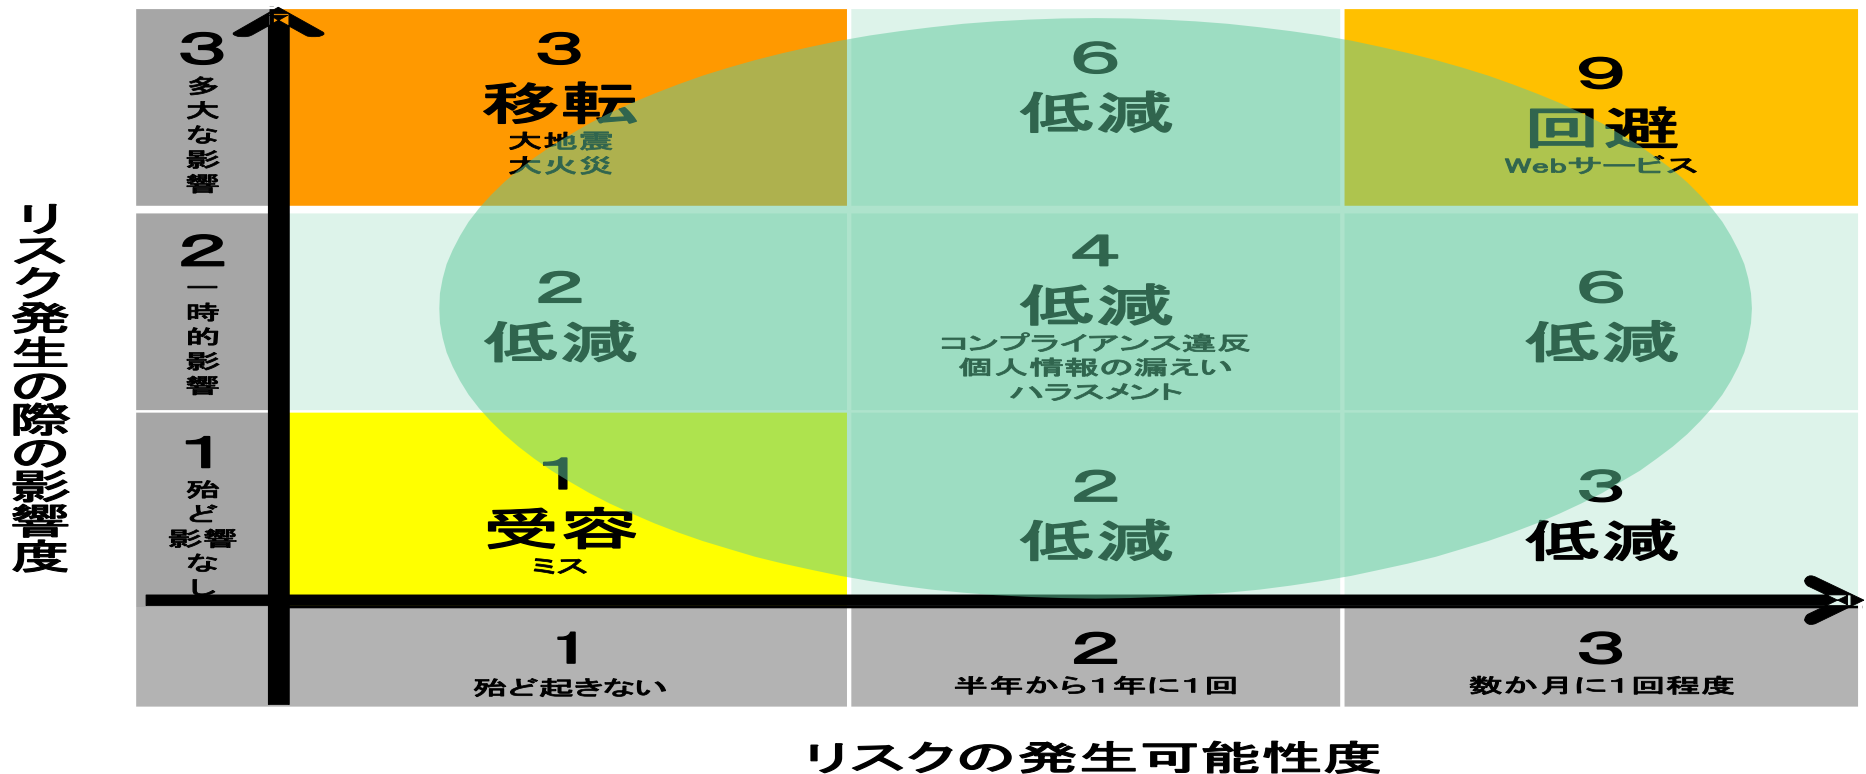 リスク発生の際の影響度
3
多大な影響
3
移転
大地震
大火災
6
低減
9
回避
Webサービス
2
一時的影響
2
低減
4
低減
コンプライアンス違反
個人情報の漏えい
ハラスメント
6
低減
1
殆ど
影響
なし
1
受容
ミス
2
低減
3
低減
1
殆ど起きない
2
半年から1年に1回
3
数か月に1回程度
リスクの発生可能性度